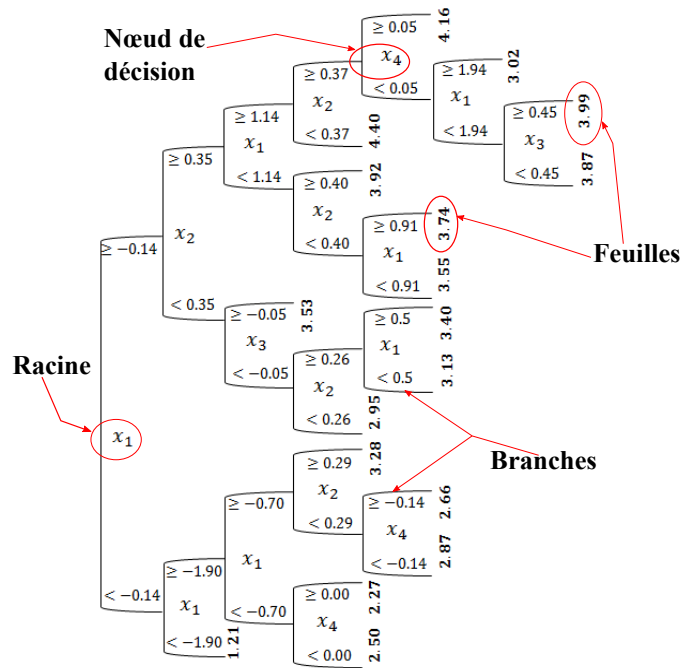 Nœud de
décision
≥ 0.05
4.16
x₄
< 0.05
≥ 1.94
3.02
x₁
< 1.94
≥ 0.45
3.99
x₃
< 0.45
3.87
≥ 0.37
x₂
< 0.37
4.40
≥ 1.14
x₁
< 1.14
≥ 0.40
3.92
x₂
< 0.40
≥ 0.91
3.74
x₁
< 0.91
3.55
Feuilles
≥ 0.35
x₂
< 0.35
≥ −0.14
≥ −0.05
3.53
x₃
< −0.05
≥ 0.26
x₂
< 0.26
2.95
≥ 0.5
3.40
x₁
< 0.5
3.13
Racine
x₁
Branches
≥ −0.70
≥ 0.29
3.28
x₂
< 0.29
≥ −0.14
2.66
x₄
< −0.14
2.87
x₁
< −0.70
≥ 0.00
2.27
x₄
< 0.00
2.50
< −0.14
≥ −1.90
x₁
< −1.90
1.21